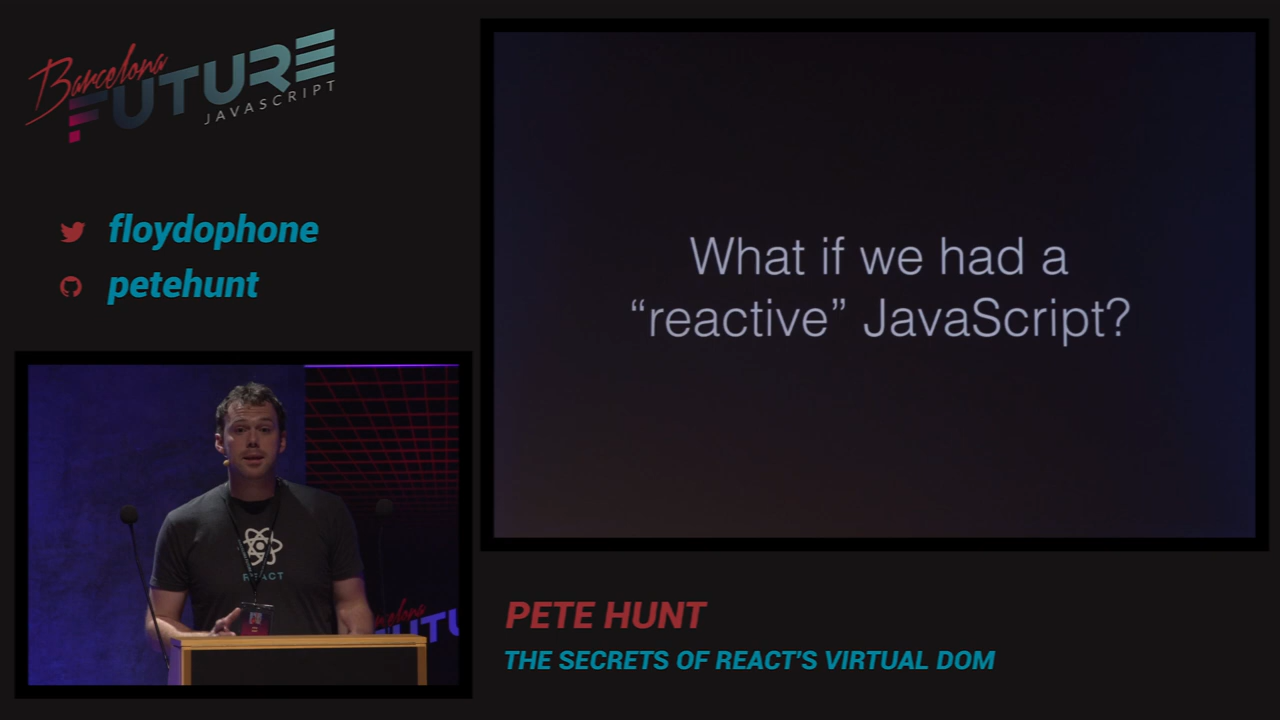 Barcelona
FUTURE
JAVASCRIPT
floydophone
petehunt
What if we had a
“reactive” JavaScript?
REACT
PETE HUNT
THE SECRETS OF REACT'S VIRTUAL DOM